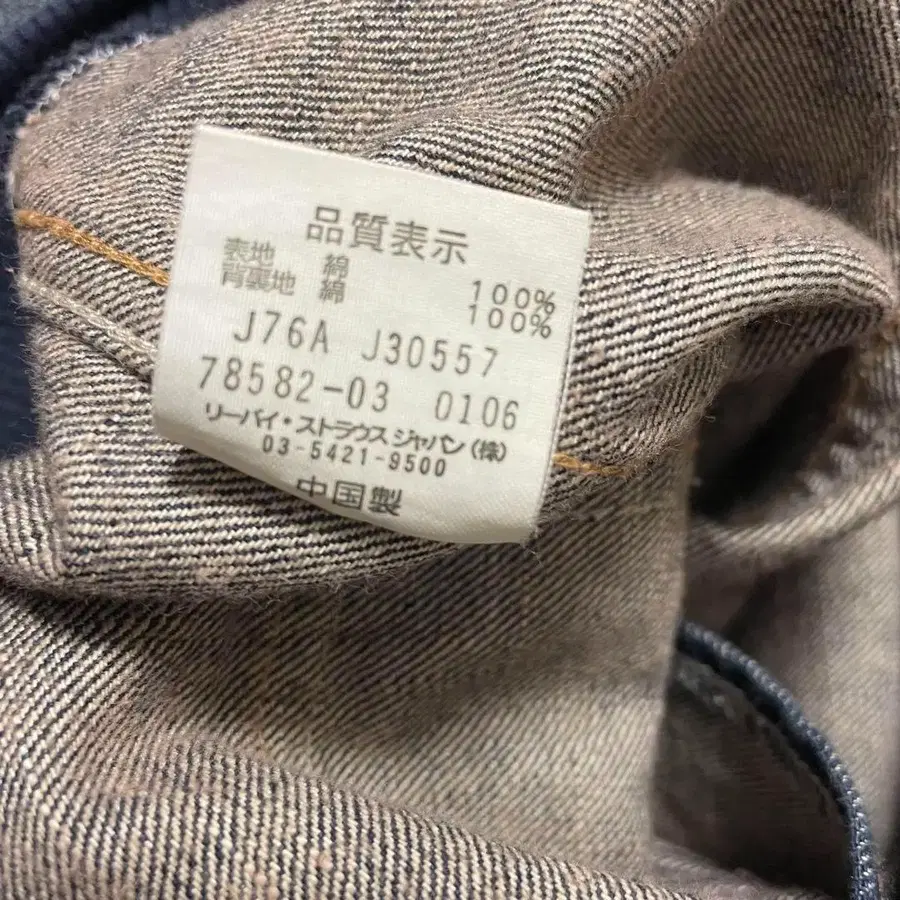 品質表示
表地 綿 100%
背裏地 綿 100%
J76A J30557
78582-03 0106
リーバイ・ストラウス ジャパン(株)
03-5421-9500
中国製